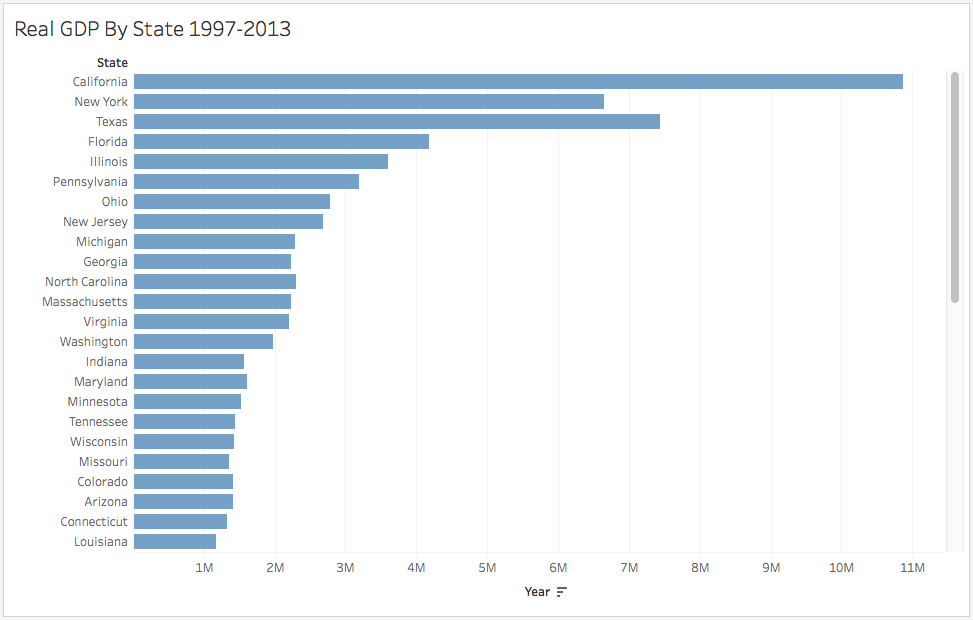 Real GDP By State 1997-2013
State
California
New York
Texas
Florida
Illinois
Pennsylvania
Ohio
New Jersey
Michigan
Georgia
North Carolina
Massachusetts
Virginia
Washington
Indiana
Maryland
Minnesota
Tennessee
Wisconsin
Missouri
Colorado
Arizona
Connecticut
Louisiana
1M 2M 3M 4M 5M 6M 7M 8M 9M 10M 11M
Year